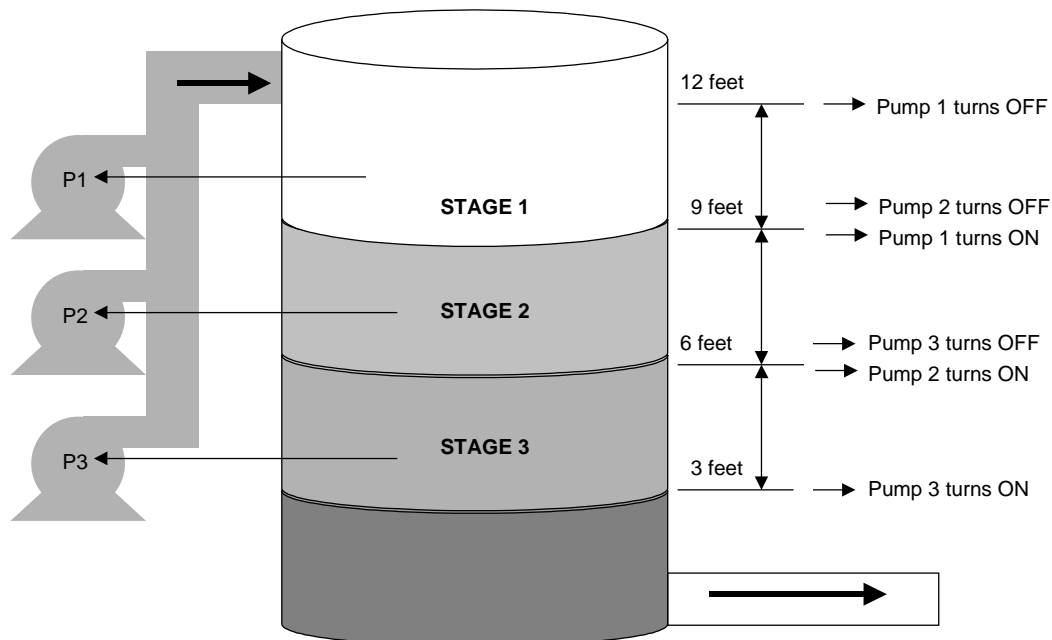 12 feet
Pump 1 turns OFF
P1
STAGE 1
9 feet
Pump 2 turns OFF
Pump 1 turns ON
P2
STAGE 2
6 feet
Pump 3 turns OFF
Pump 2 turns ON
P3
STAGE 3
3 feet
Pump 3 turns ON